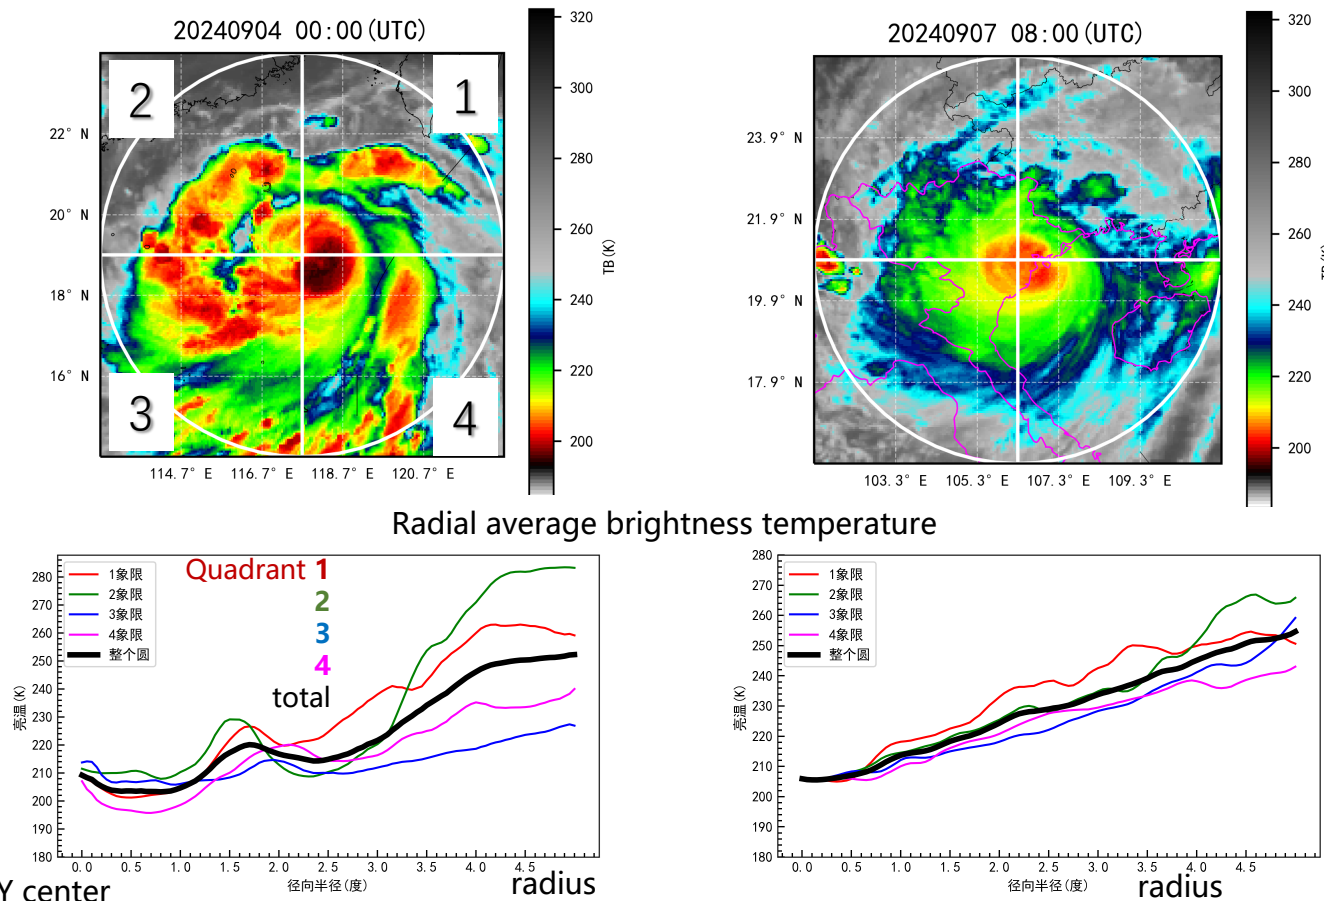 20240904 00:00(UTC)
20240907 08:00(UTC)
2
1
3
4
22° N
20° N
18° N
16° N
114.7° E
116.7° E
118.7° E
120.7° E
320
300
280
260
240
220
200
TB(K)
23.9° N
21.9° N
19.9° N
17.9° N
103.3° E
105.3° E
107.3° E
109.3° E
320
300
280
260
240
220
200
Radial average brightness temperature
1象限
2象限
3象限
4象限
整个圆
Quadrant 1
2
3
4
total
280
270
260
250
240
230
220
210
200
190
180
亮温(K)
0.0
0.5
1.0
1.5
2.0
2.5
3.0
3.5
4.0
4.5
径向半径(度)
Y center
radius
1象限
2象限
3象限
4象限
整个圆
280
270
260
250
240
230
220
210
200
190
180
亮温(K)
0.0
0.5
1.0
1.5
2.0
2.5
3.0
3.5
4.0
4.5
径向半径(度)
radius